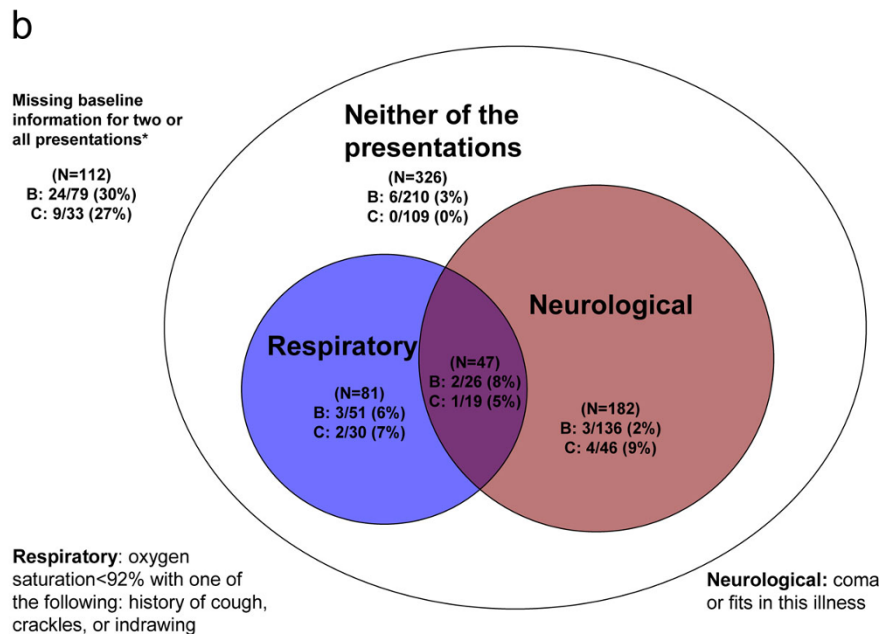 b
Missing baseline
information for two or
all presentations*
(N=112)
B: 24/79 (30%)
C: 9/33 (27%)
Neither of the
presentations
(N=326)
B: 6/210 (3%)
C: 0/109 (0%)
Respiratory
(N=81)
B: 3/51 (6%)
C: 2/30 (7%)
(N=47)
B: 2/26 (8%)
C: 1/19 (5%)
Neurological
(N=182)
B: 3/136 (2%)
C: 4/46 (9%)
Respiratory: oxygen
saturation<92% with one of
the following: history of cough,
crackles, or indrawing
Neurological: coma
or fits in this illness